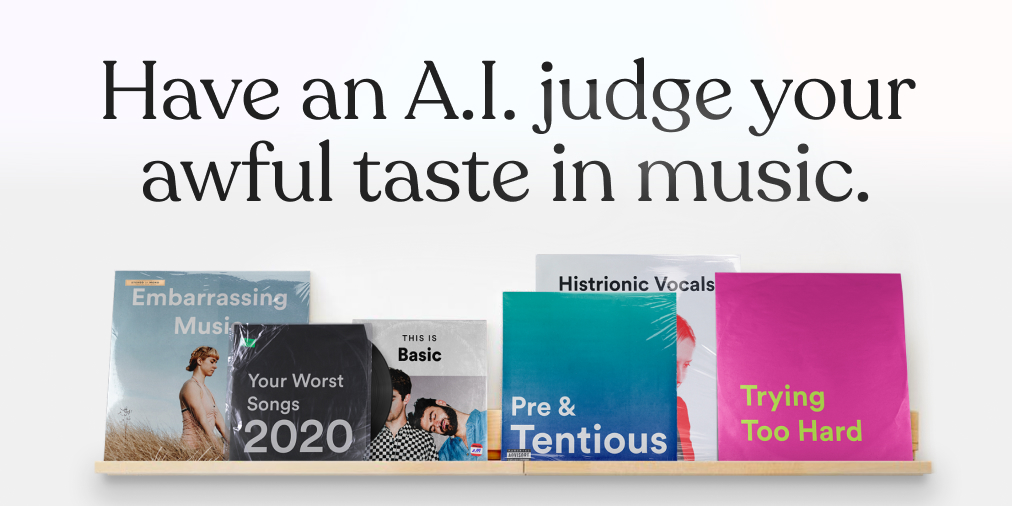 Have an A.I. judge your
awful taste in music.
Embarrassing
Musi
Your Worst
Songs
2020
THIS IS
Basic
Histrionic Vocals
Pre &
Tentious
ADVISORY
Trying
Too Hard